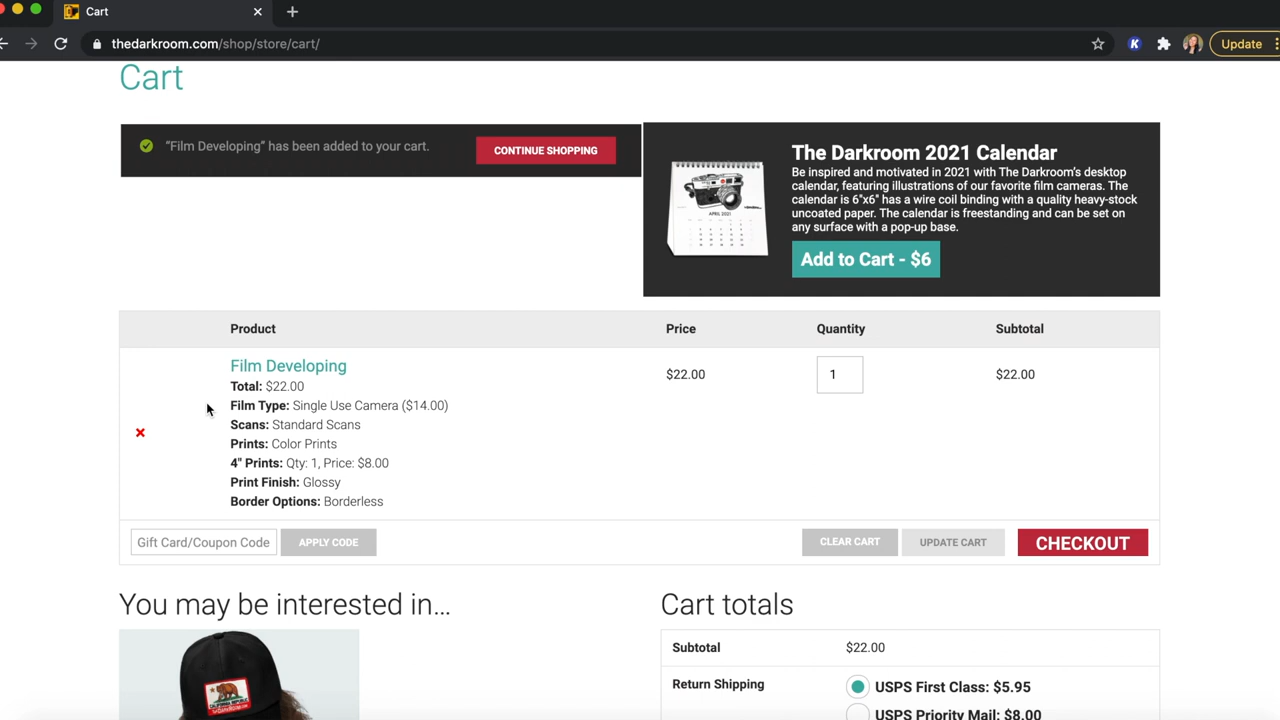 Cart
thedarkroom.com/shop/store/cart/
K
Update
Cart
“Film Developing” has been added to your cart.
CONTINUE SHOPPING
The Darkroom 2021 Calendar
Be inspired and motivated in 2021 with The Darkroom's desktop
calendar, featuring illustrations of our favorite film cameras. The
calendar is 6"x6" has a wire coil binding with a quality heavy-stock
uncoated paper. The calendar is freestanding and can be set on
any surface with a pop-up base.
APRIL 2021
Add to Cart - $6
Product Price Quantity Subtotal
Film Developing
Total: $22.00
Film Type: Single Use Camera ($14.00)
Scans: Standard Scans
Prints: Color Prints
4" Prints: Qty: 1, Price: $8.00
Print Finish: Glossy
Border Options: Borderless
$22.00 1 $22.00
Gift Card/Coupon Code APPLY CODE CLEAR CART UPDATE CART CHECKOUT
You may be interested in...
Cart totals
Subtotal $22.00
Return Shipping USPS First Class: $5.95
USPS Priority Mail: $8.00